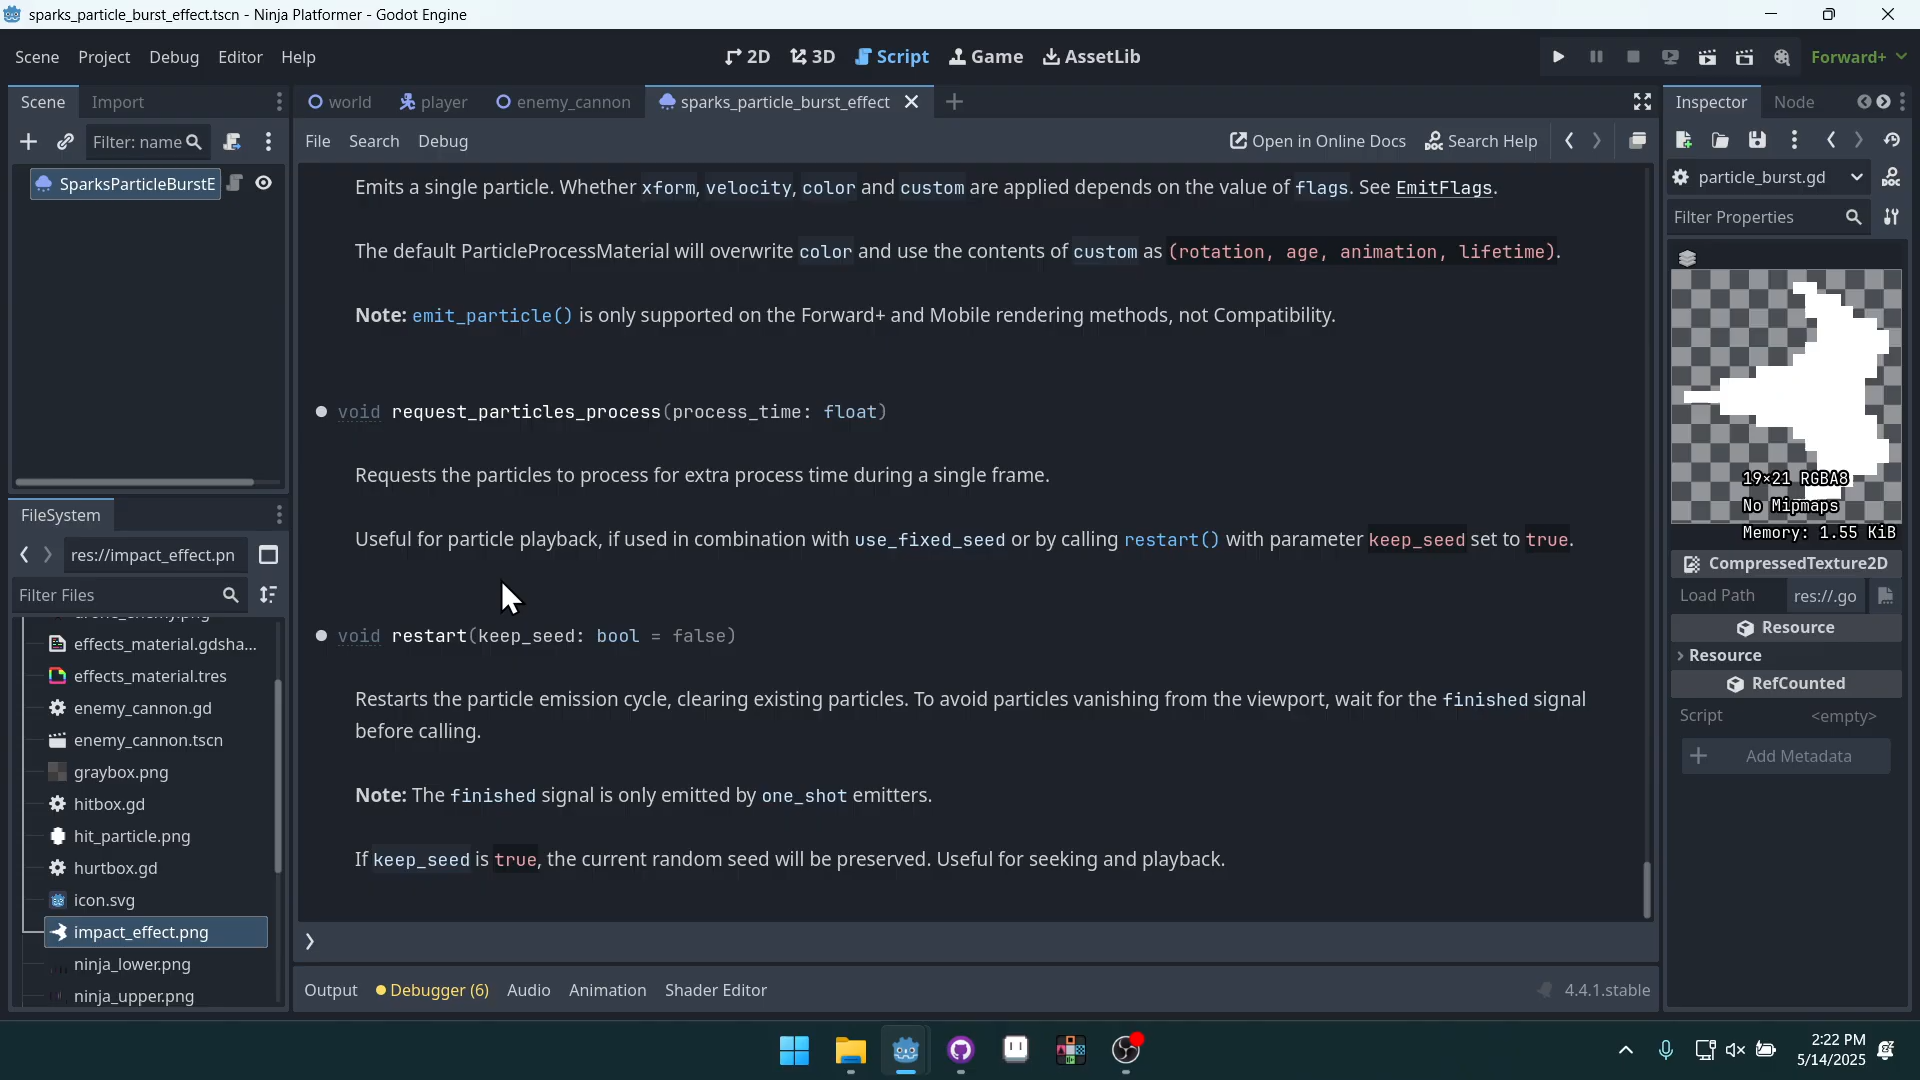 sparks_particle_burst_effect.tscn - Ninja Platformer - Godot Engine
Scene Project Debug Editor Help
2D 3D Script Game AssetLib
Forward+
Scene Import
world player enemy_cannon sparks_particle_burst_effect
Inspector Node
Filter: name
File Search Debug
Open in Online Docs Search Help
SparksParticleBurstE
particle_burst.gd
Filter Properties
Emits a single particle. Whether xform, velocity, color and custom are applied depends on the value of flags. See EmitFlags.
The default ParticleProcessMaterial will overwrite color and use the contents of custom as (rotation, age, animation, lifetime).
Note: emit_particle() is only supported on the Forward+ and Mobile rendering methods, not Compatibility.
void request_particles_process(process_time: float)
Requests the particles to process for extra process time during a single frame.
Useful for particle playback, if used in combination with use_fixed_seed or by calling restart() with parameter keep_seed set to true.
void restart(keep_seed: bool = false)
Restarts the particle emission cycle, clearing existing particles. To avoid particles vanishing from the viewport, wait for the finished signal
before calling.
Note: The finished signal is only emitted by one_shot emitters.
If keep_seed is true, the current random seed will be preserved. Useful for seeking and playback.
19×21 RGBA8
No Mipmaps
Memory: 1.55 KiB
CompressedTexture2D
Load Path res://.go
Resource
Resource
RefCounted
Script <empty>
Add Metadata
FileSystem
res://impact_effect.pn
Filter Files
effects_material.gdsha...
effects_material.tres
enemy_cannon.gd
enemy_cannon.tscn
graybox.png
hitbox.gd
hit_particle.png
hurtbox.gd
icon.svg
impact_effect.png
ninja_lower.png
ninja_upper.png
Output Debugger (6) Audio Animation Shader Editor
4.4.1.stable
2:22 PM
5/14/2025